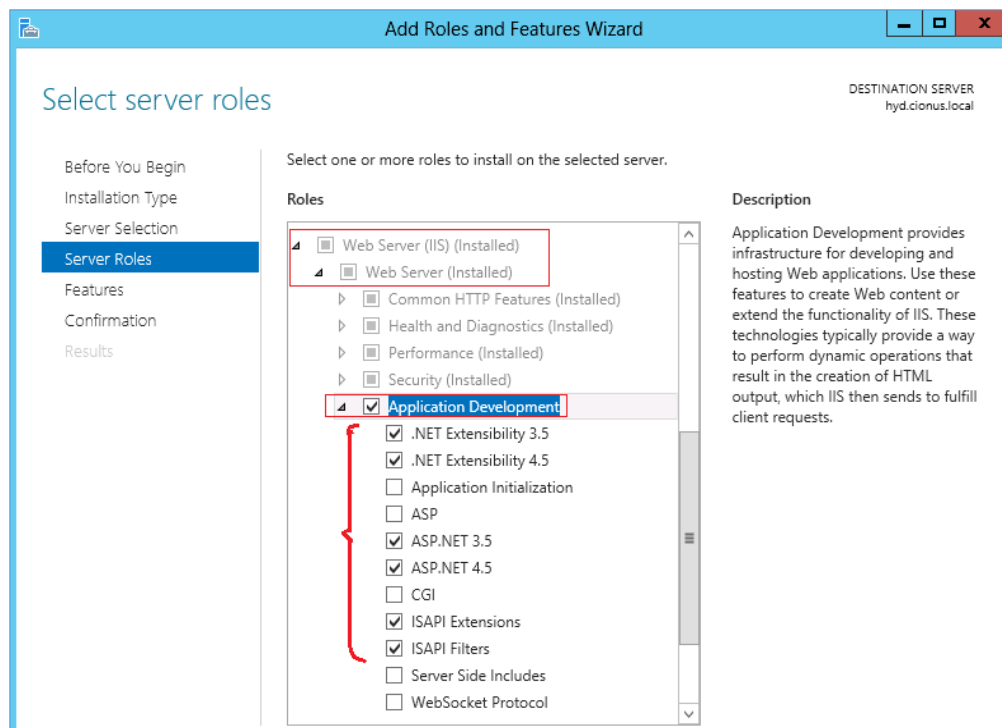 Add Roles and Features Wizard
Select server roles
DESTINATION SERVER
hyd.cionus.local
Before You Begin
Installation Type
Server Selection
Server Roles
Features
Confirmation
Results
Select one or more roles to install on the selected server.
Roles
Web Server (IIS) (Installed)
Web Server (Installed)
Common HTTP Features (Installed)
Health and Diagnostics (Installed)
Performance (Installed)
Security (Installed)
Application Development
.NET Extensibility 3.5
.NET Extensibility 4.5
Application Initialization
ASP
ASP.NET 3.5
ASP.NET 4.5
CGI
ISAPI Extensions
ISAPI Filters
Server Side Includes
WebSocket Protocol
Description
Application Development provides
infrastructure for developing and
hosting Web applications. Use these
features to create Web content or
extend the functionality of IIS. These
technologies typically provide a way
to perform dynamic operations that
result in the creation of HTML
output, which IIS then sends to fulfill
client requests.